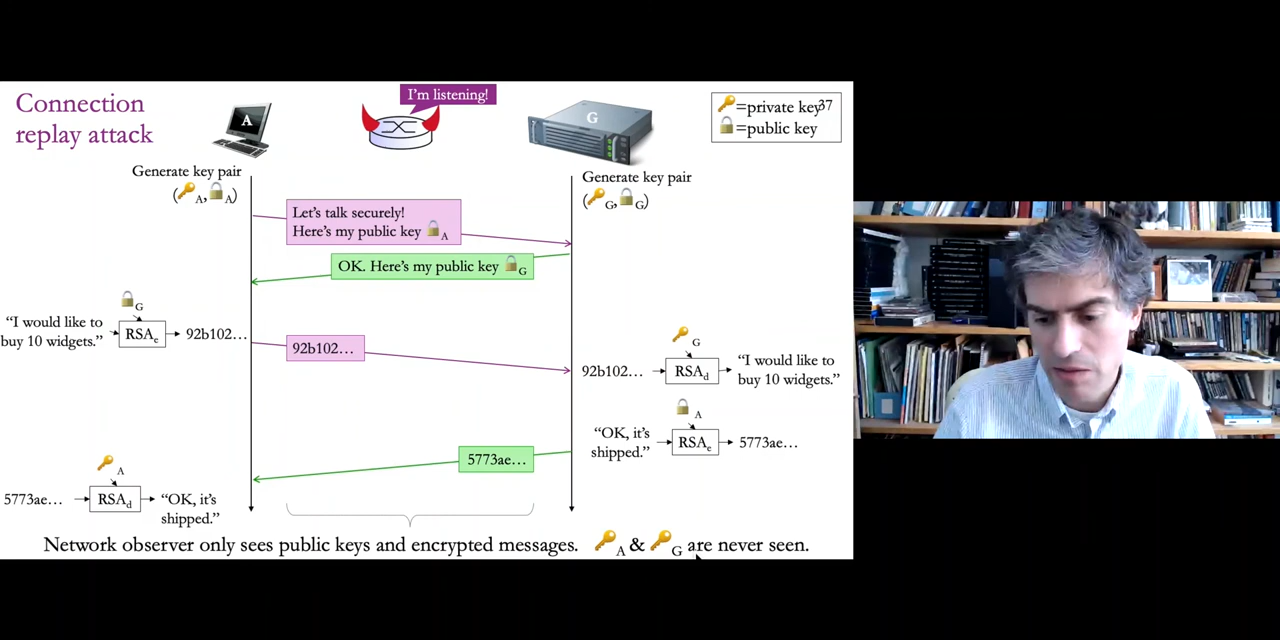 Connection
replay attack
A
I'm listening!
G
=private key
37
=public key
Generate key pair
( A, A)
Generate key pair
( G, G)
Let's talk securely!
Here's my public key A
OK. Here's my public key G
G
"I would like to
buy 10 widgets."
RSAe
92b102…
92b102…
G
92b102…
RSAd
"I would like to
buy 10 widgets."
A
"OK, it's
shipped."
RSAe
5773ae…
5773ae…
A
5773ae…
RSAd
"OK, it's
shipped."
Network observer only sees public keys and encrypted messages. A & G are never seen.